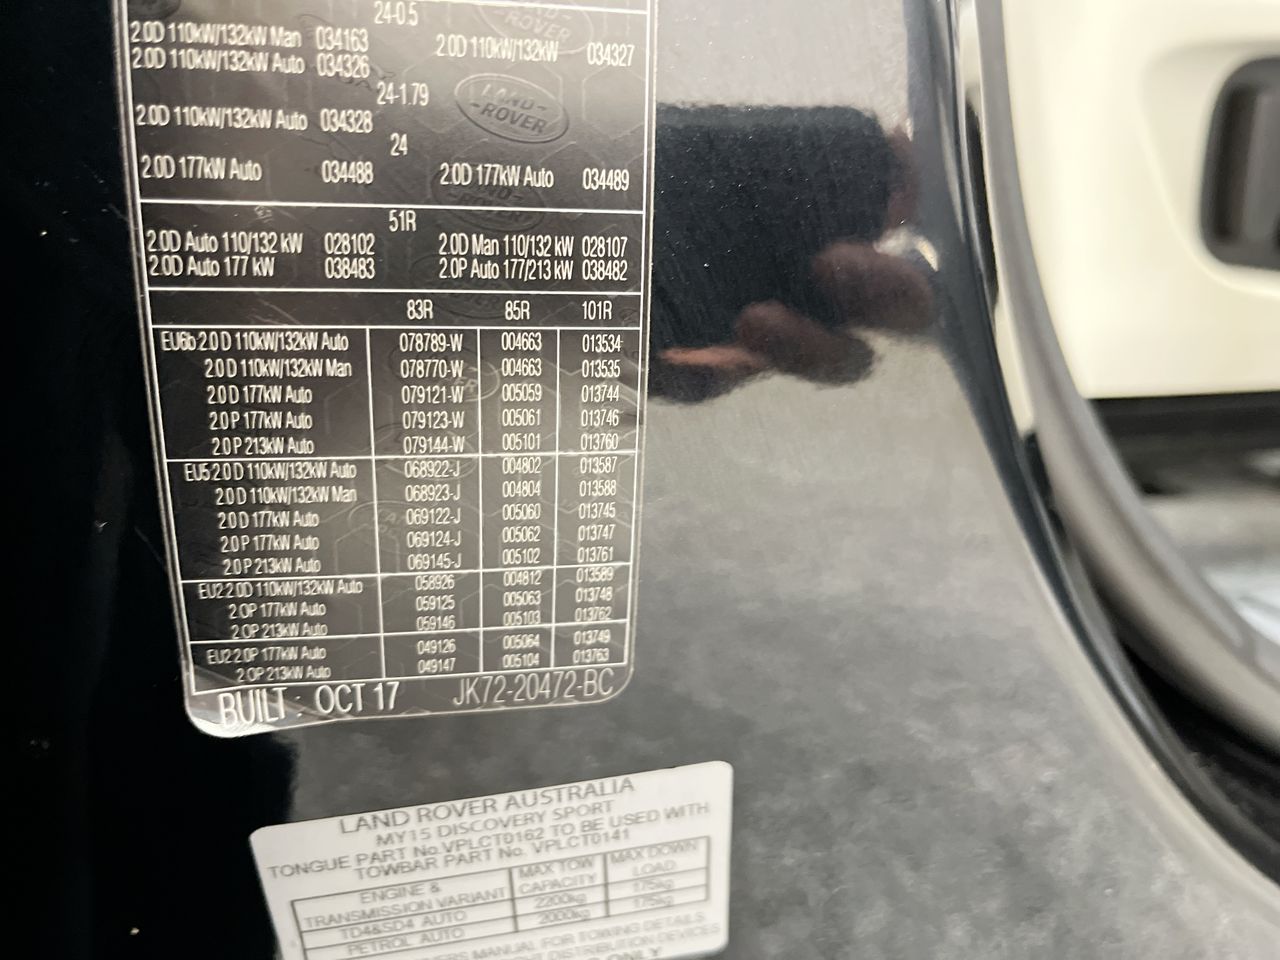 24-0.5
2.0D 110kW/132kW Man 034163 2.0D 110kW/132kW 034327
2.0D 110kW/132kW Auto 034326
24-1.79
2.0D 110kW/132kW Auto 034328
24
2.0D 177kW Auto 034488 2.0D 177kW Auto 034489
51R
2.0D Auto 110/132 kW 028102 2.0D Man 110/132 kW 028107
2.0D Auto 177 kW 038483 2.0P Auto 177/213 kW 038482
83R 85R 101R
EU6b 2.0 D 110kW/132kW Auto 078789-W 004663 013534
2.0 D 110kW/132kW Man 078770-W 004663 013535
2.0 D 177kW Auto 079121-W 005059 013744
2.0 P 177kW Auto 079123-W 005061 013746
2.0 P 213kW Auto 079144-W 005101 013760
EU5 2.0 D 110kW/132kW Auto 068922-J 004802 013587
2.0 D 110kW/132kW Man 068923-J 004804 013588
2.0 D 177kW Auto 069122-J 005060 013745
2.0 P 177kW Auto 069124-J 005062 013747
2.0 P 213kW Auto 069145-J 005102 013761
EU2 2.0D 110kW/132kW Auto 058926 004812 013589
2.0P 177kW Auto 059125 005063 013748
2.0P 213kW Auto 059146 005103 013762
EU2 2.0P 177kW Auto 049126 005064 013749
2.0P 213kW Auto 049147 005104 013763
BUILT : OCT 17 JK72-20472-BC
LAND-
-ROVER
LAND ROVER AUSTRALIA
MY15 DISCOVERY SPORT
TONGUE PART No. VPLCT0162 TO BE USED WITH
TOWBAR PART No. VPLCT0141
ENGINE & TRANSMISSION VARIANT MAX TOW CAPACITY MAX DOWN LOAD
TD4&SD4 AUTO 2200kg 175kg
PETROL AUTO 2000kg 175kg
MANUAL FOR TOWING DETAILS
DISTRIBUTION DEVICES
ONLY